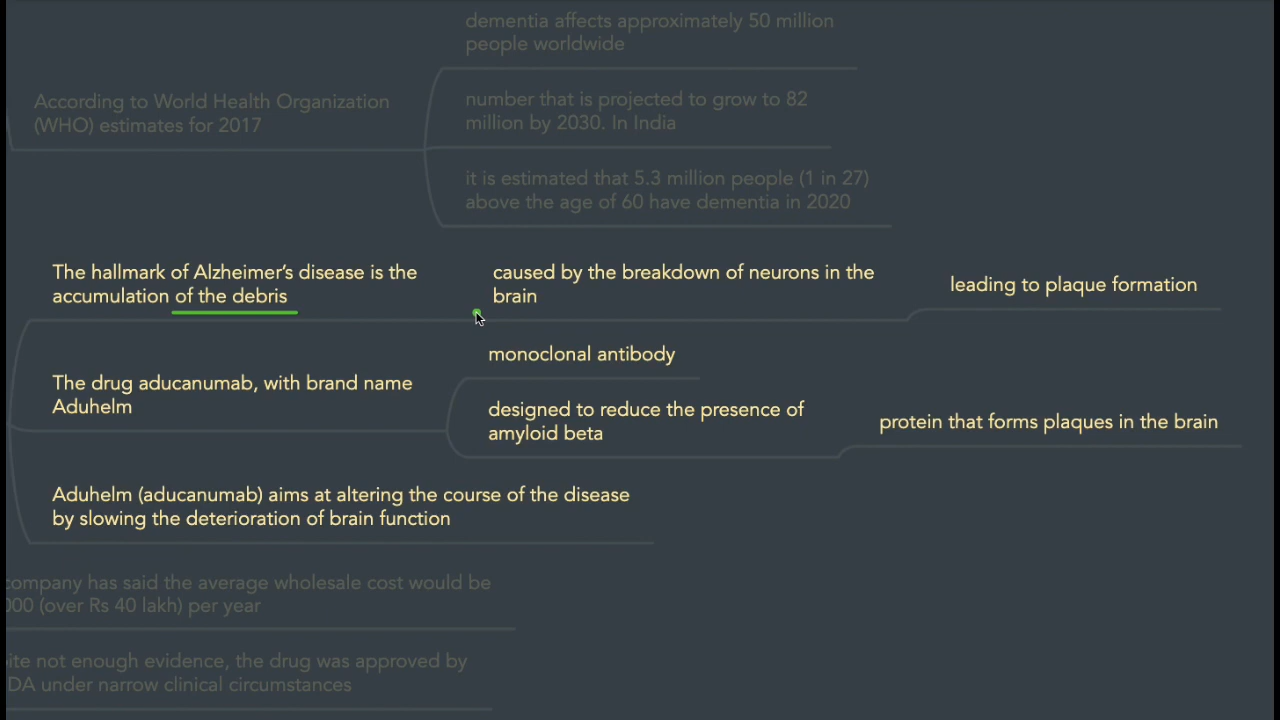 dementia affects approximately 50 million
people worldwide
According to World Health Organization
(WHO) estimates for 2017
number that is projected to grow to 82
million by 2030. In India
it is estimated that 5.3 million people (1 in 27)
above the age of 60 have dementia in 2020
The hallmark of Alzheimer's disease is the
accumulation of the debris
caused by the breakdown of neurons in the
brain
leading to plaque formation
The drug aducanumab, with brand name
Aduhelm
monoclonal antibody
designed to reduce the presence of
amyloid beta
protein that forms plaques in the brain
Aduhelm (aducanumab) aims at altering the course of the disease
by slowing the deterioration of brain function
company has said the average wholesale cost would be
000 (over Rs 40 lakh) per year
ite not enough evidence, the drug was approved by
DA under narrow clinical circumstances